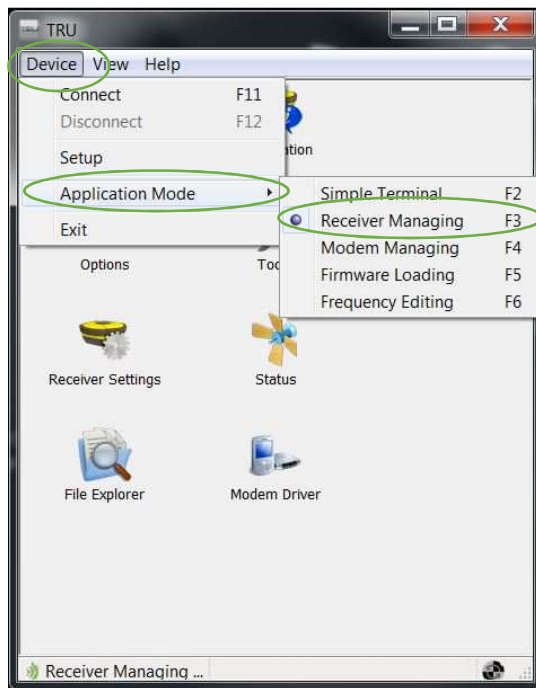 TRU
Device View Help
Connect F11
Disconnect F12
Setup
Application Mode
Exit
Simple Terminal F2
Receiver Managing F3
Modem Managing F4
Firmware Loading F5
Frequency Editing F6
Options
Receiver Settings Status
File Explorer Modem Driver
Receiver Managing ...